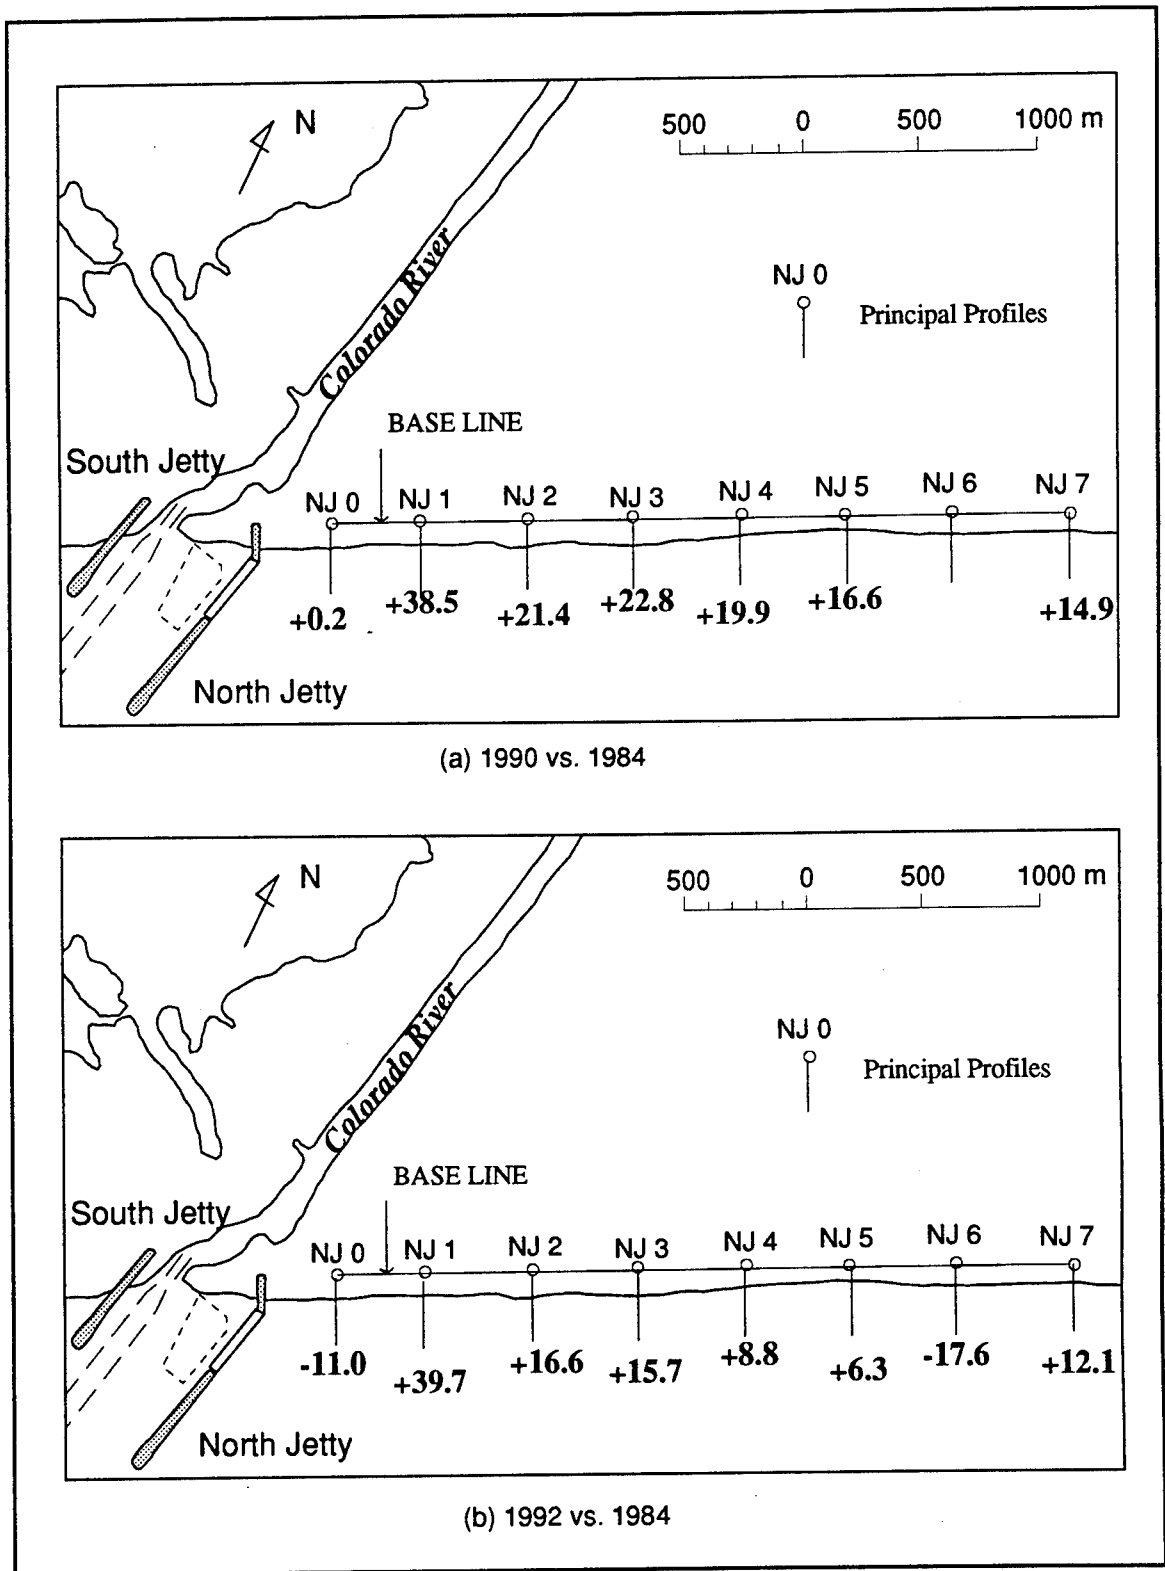 N
500 0 500 1000 m
NJ 0
Principal Profiles
Colorado River
BASE LINE
South Jetty
NJ 0 NJ 1 NJ 2 NJ 3 NJ 4 NJ 5 NJ 6 NJ 7
+0.2 +38.5 +21.4 +22.8 +19.9 +16.6 +14.9
North Jetty
(a) 1990 vs. 1984
N
500 0 500 1000 m
NJ 0
Principal Profiles
Colorado River
BASE LINE
South Jetty
NJ 0 NJ 1 NJ 2 NJ 3 NJ 4 NJ 5 NJ 6 NJ 7
-11.0 +39.7 +16.6 +15.7 +8.8 +6.3 -17.6 +12.1
North Jetty
(b) 1992 vs. 1984